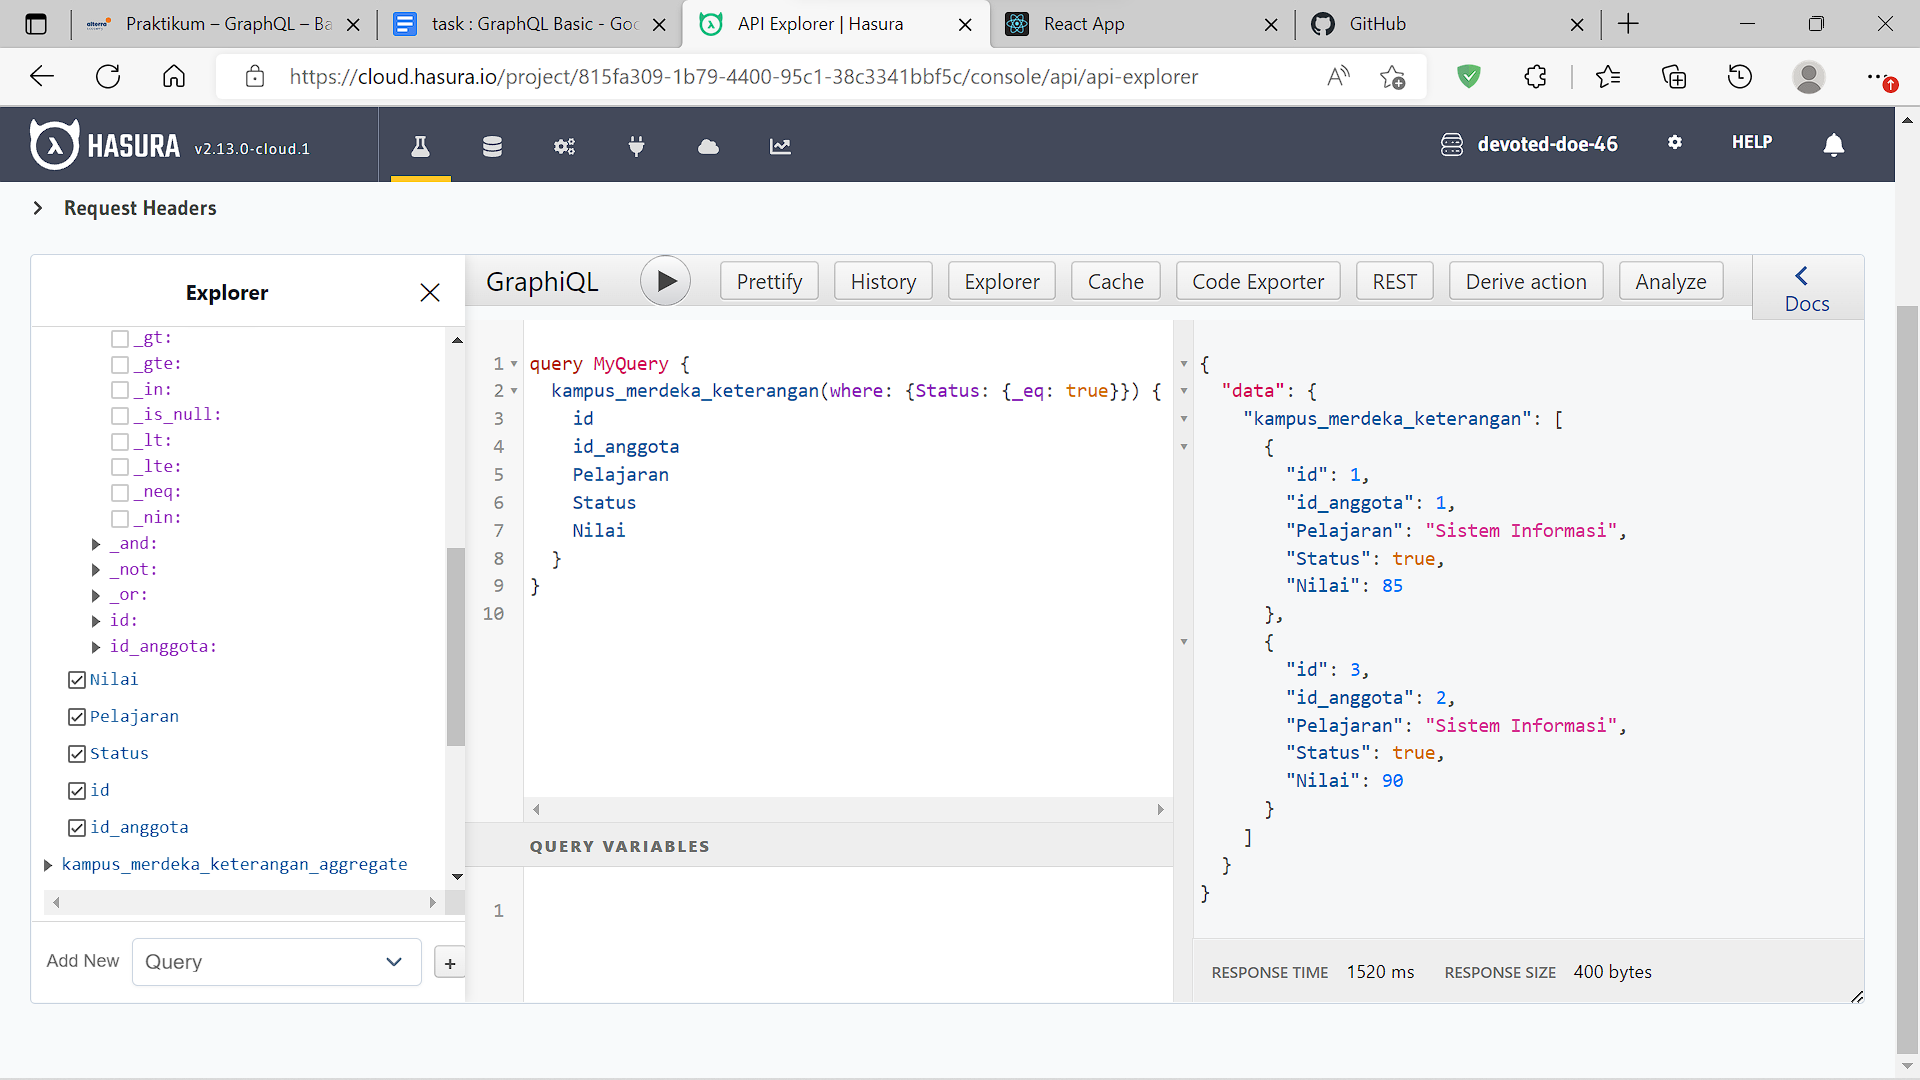 Praktikum – GraphQL – Ba
task : GraphQL Basic - Goo
API Explorer | Hasura
React App
GitHub
https://cloud.hasura.io/project/815fa309-1b79-4400-95c1-38c3341bbf5c/console/api/api-explorer
HASURA v2.13.0-cloud.1
devoted-doe-46
HELP
Request Headers
Explorer
GraphiQL
Prettify
History
Explorer
Cache
Code Exporter
REST
Derive action
Analyze
Docs
_gt:
_gte:
_in:
_is_null:
_lt:
_lte:
_neq:
_nin:
_and:
_not:
_or:
id:
id_anggota:
Nilai
Pelajaran
Status
id
id_anggota
kampus_merdeka_keterangan_aggregate
Add New Query +
1 query MyQuery {
2 kampus_merdeka_keterangan(where: {Status: {_eq: true}}) {
3 id
4 id_anggota
5 Pelajaran
6 Status
7 Nilai
8 }
9 }
10
QUERY VARIABLES
1
{
"data": {
"kampus_merdeka_keterangan": [
{
"id": 1,
"id_anggota": 1,
"Pelajaran": "Sistem Informasi",
"Status": true,
"Nilai": 85
},
{
"id": 3,
"id_anggota": 2,
"Pelajaran": "Sistem Informasi",
"Status": true,
"Nilai": 90
}
]
}
}
RESPONSE TIME 1520 ms RESPONSE SIZE 400 bytes